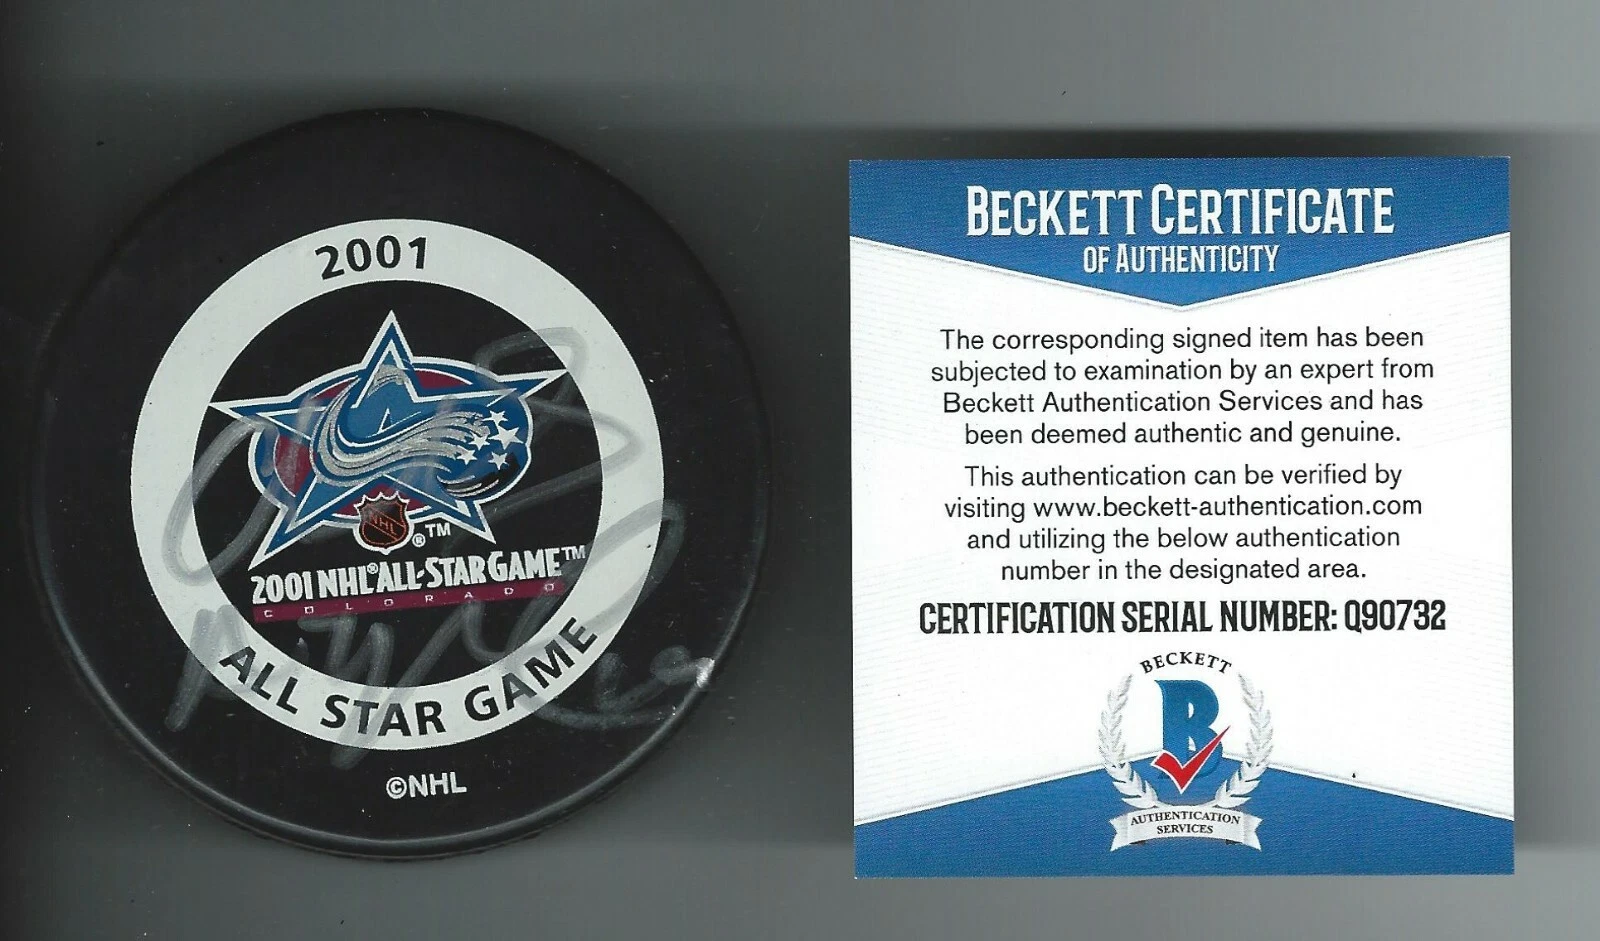 2001
NHL
® TM
2001 NHL® ALL-STAR GAME™
COLORADO
ALL STAR GAME
©NHL
BECKETT CERTIFICATE
OF AUTHENTICITY
The corresponding signed item has been
subjected to examination by an expert from
Beckett Authentication Services and has
been deemed authentic and genuine.
This authentication can be verified by
visiting www.beckett-authentication.com
and utilizing the below authentication
number in the designated area.
CERTIFICATION SERIAL NUMBER: Q90732
BECKETT
B
AUTHENTICATION
SERVICES